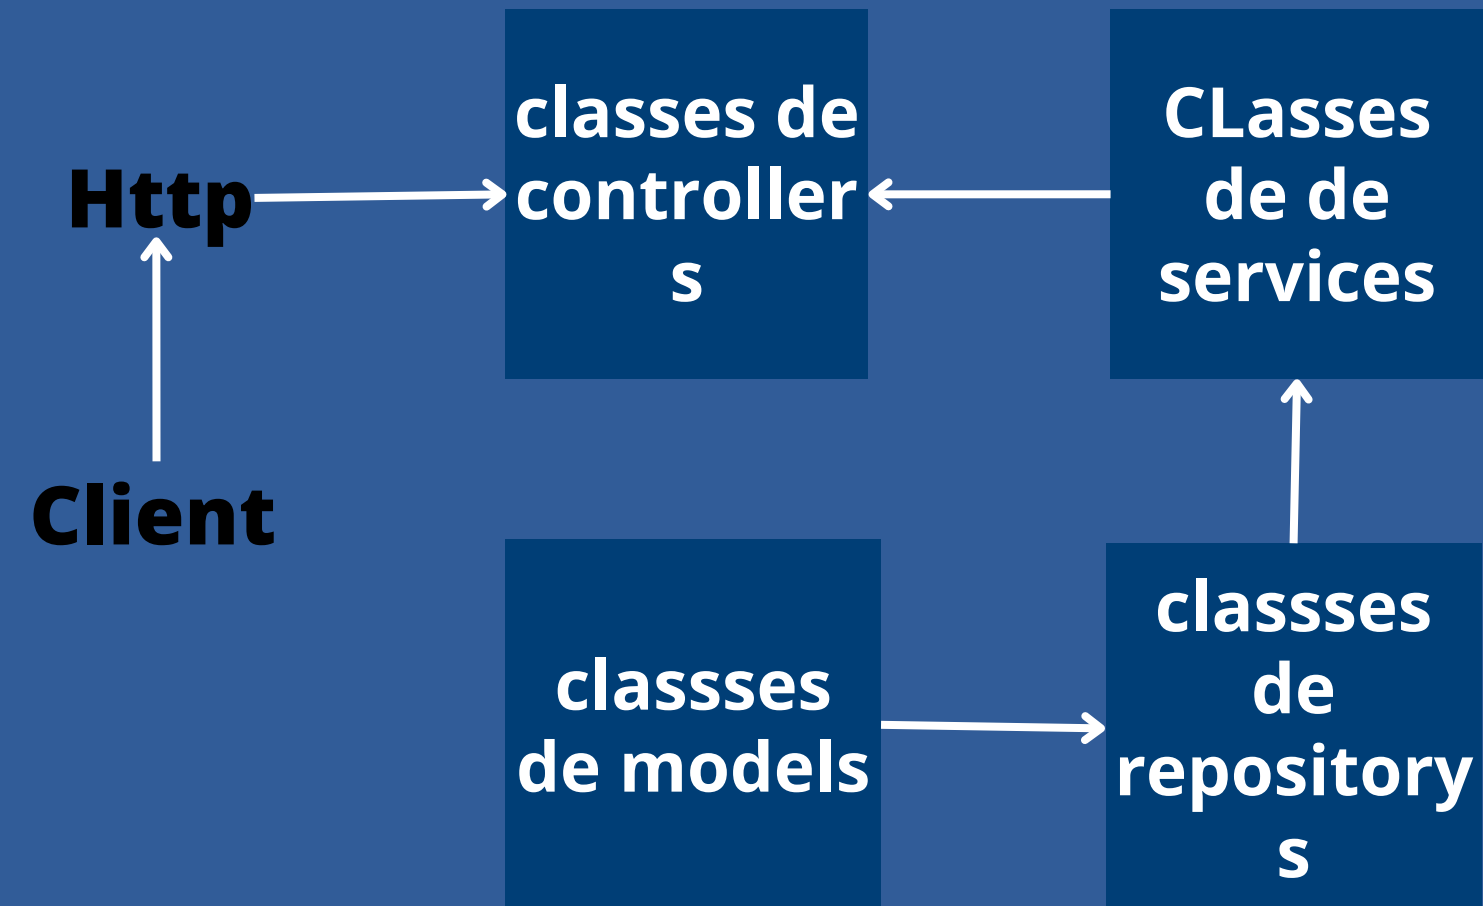 classes de
controller
s
CLasses
de de
services
Http
Client
classses
de models
classses
de
repository
s